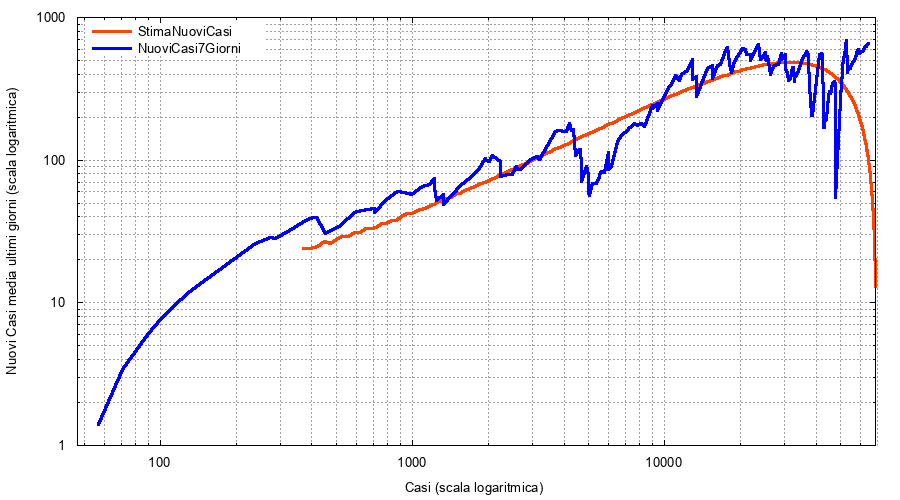 1000
StimaNuoviCasi
NuoviCasi7Giorni
100
10
1
100
1000
10000
Casi (scala logaritmica)
Nuovi Casi media ultimi giorni (scala logaritmica)